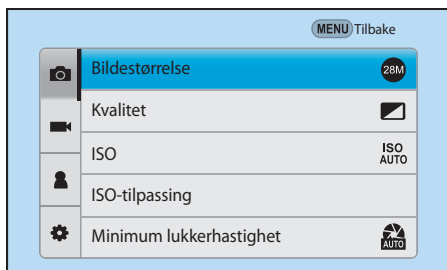 MENU Tilbake
Bildestørrelse 28M
Kvalitet
ISO ISO AUTO
ISO-tilpassing
Minimum lukkerhastighet AUTO